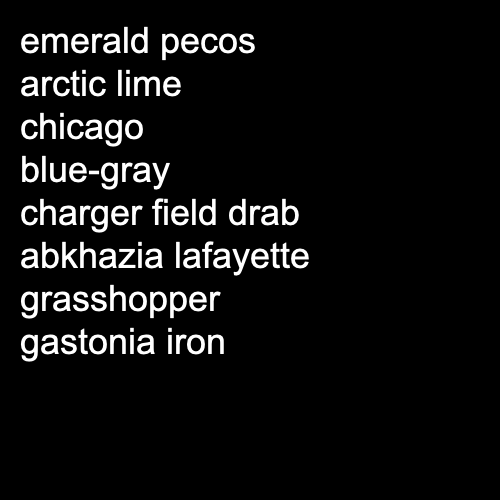 emerald pecos
arctic lime
chicago
blue-gray
charger field drab
abkhazia lafayette
grasshopper
gastonia iron